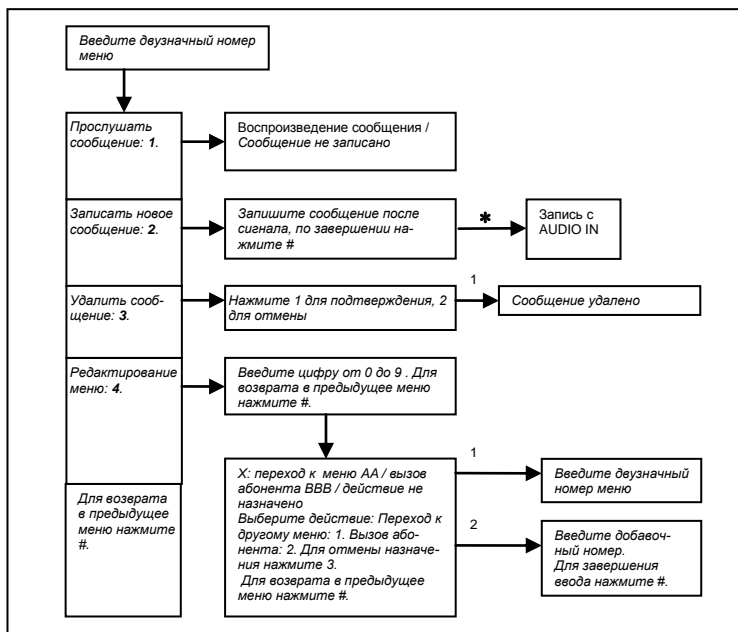 Введите двузначный номер
меню
Прослушать
сообщение: 1.
Воспроизведение сообщения /
Сообщение не записано
Записать новое
сообщение: 2.
Запишите сообщение после
сигнала, по завершении на-
жмите #
*
Запись с
AUDIO IN
Удалить сооб-
щение: 3.
Нажмите 1 для подтверждения, 2
для отмены
1
Сообщение удалено
Редактирование
меню: 4.
Введите цифру от 0 до 9 . Для
возврата в предыдущее меню
нажмите #.
Для возврата
в предыдущее
меню нажмите
#.
X: переход к меню AA / вызов
абонента BBB / действие не
назначено
Выберите действие: Переход к
другому меню: 1. Вызов або-
нента: 2. Для отмены назначе-
ния нажмите 3.
Для возврата в предыдущее
меню нажмите #.
1
Введите двузначный
номер меню
2
Введите добавоч-
ный номер.
Для завершения
ввода нажмите #.